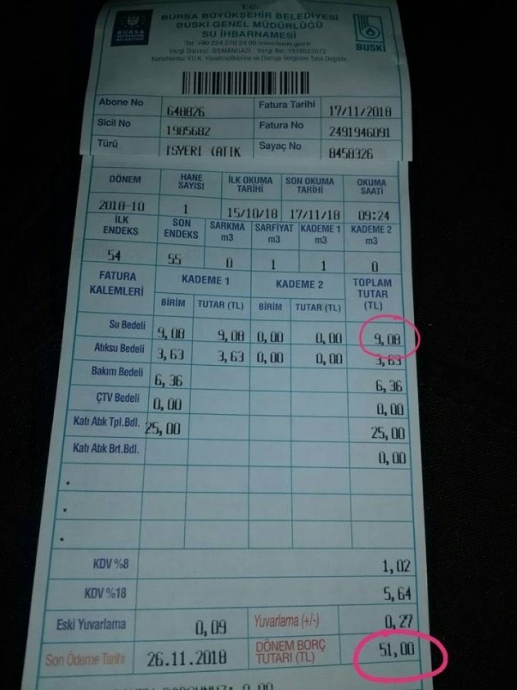 T.C.
BURSA BÜYÜKŞEHİR BELEDİYESİ
BUSKİ GENEL MÜDÜRLÜĞÜ
SU İHBARNAMESİ
BURSA
BUSKİ
Abone No 640826 Fatura Tarihi 17/11/2018
Sicil No 1985682 Fatura No 2491946091
Türü ISYERI (ATIK Sayaç No 8458326
DÖNEM HANE SAYISI İLK OKUMA TARİHİ SON OKUMA TARİHİ OKUMA SAATİ
2018-10 1 15/10/18 17/11/18 09:24
İLK ENDEKS SON ENDEKS SARKMA m3 SARFİYAT m3 KADEME 1 m3 KADEME 2 m3
54 55 0 1 1 0
FATURA KALEMLERİ KADEME 1 KADEME 2 TOPLAM TUTAR (TL)
BİRİM TUTAR (TL) BİRİM TUTAR (TL)
Su Bedeli 9,08 9,08 0,00 0,00 9,08
Atıksu Bedeli 3,63 3,63 0,00 0,00 3,63
Bakım Bedeli 6,36 6,36
ÇTV Bedeli 0,00 0,00
Katı Atık Tpl.Bdl. 25,00 25,00
Katı Atık Brt.Bdl. 0,00
KDV %8 1,02
KDV %18 5,64
Eski Yuvarlama 0,09 Yuvarlama (+/-) 0,27
Son Ödeme Tarihi 26.11.2018 DÖNEM BORÇ TUTARI (TL) 51,00